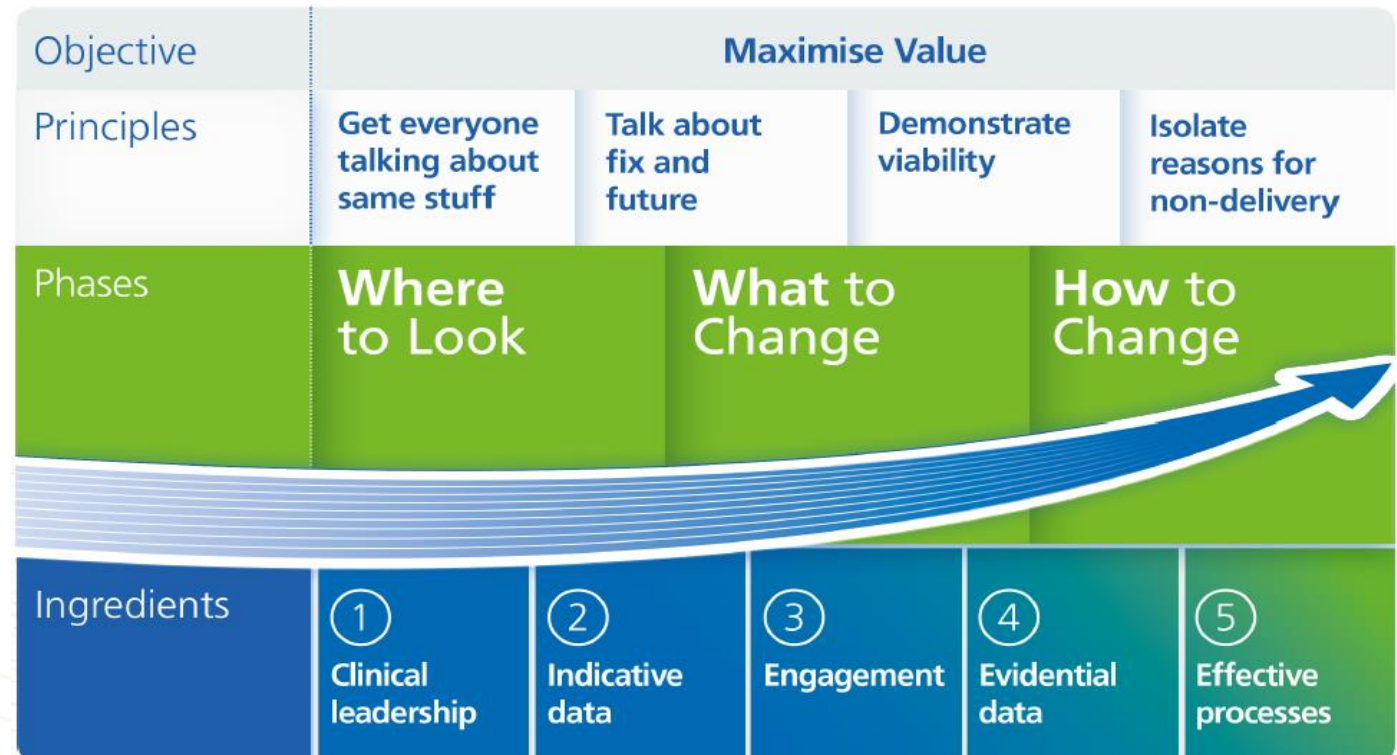 Objective
Maximise Value
Principles
Get everyone
talking about
same stuff
Talk about
fix and
future
Demonstrate
viability
Isolate
reasons for
non-delivery
Phases
Where
to Look
What to
Change
How to
Change
Ingredients
1
Clinical
leadership
2
Indicative
data
3
Engagement
4
Evidential
data
5
Effective
processes